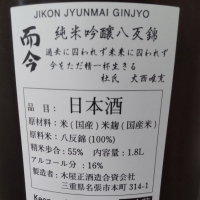 JIKON JYUNMAI GINJYO
而今 純米吟醸八反錦
過去に囚われず未来に囚われず
今をただ精一杯生きる
杜氏 大西唯克
品目:日本酒
原材料:米(国産)米麹(国産米)
原料米:八反錦(100%)
精米歩合:55% 内容量:1.8L
アルコール分:16%
製造者:木屋正酒造合資会社
三重県名張市本町 314-1